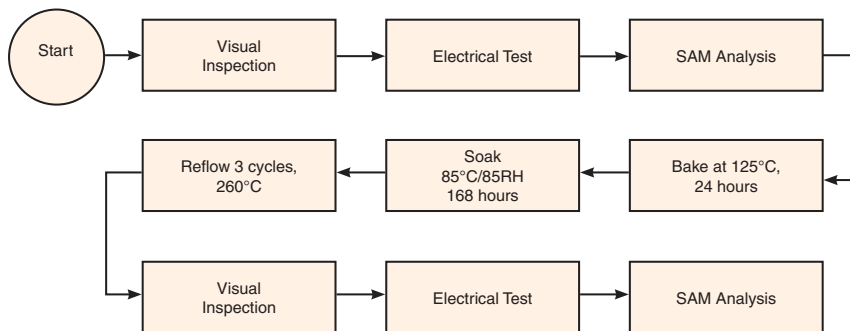 Start
Visual
Inspection
Electrical Test
SAM Analysis
Bake at 125°C,
24 hours
Soak
85°C/85RH
168 hours
Reflow 3 cycles,
260°C
Visual
Inspection
Electrical Test
SAM Analysis